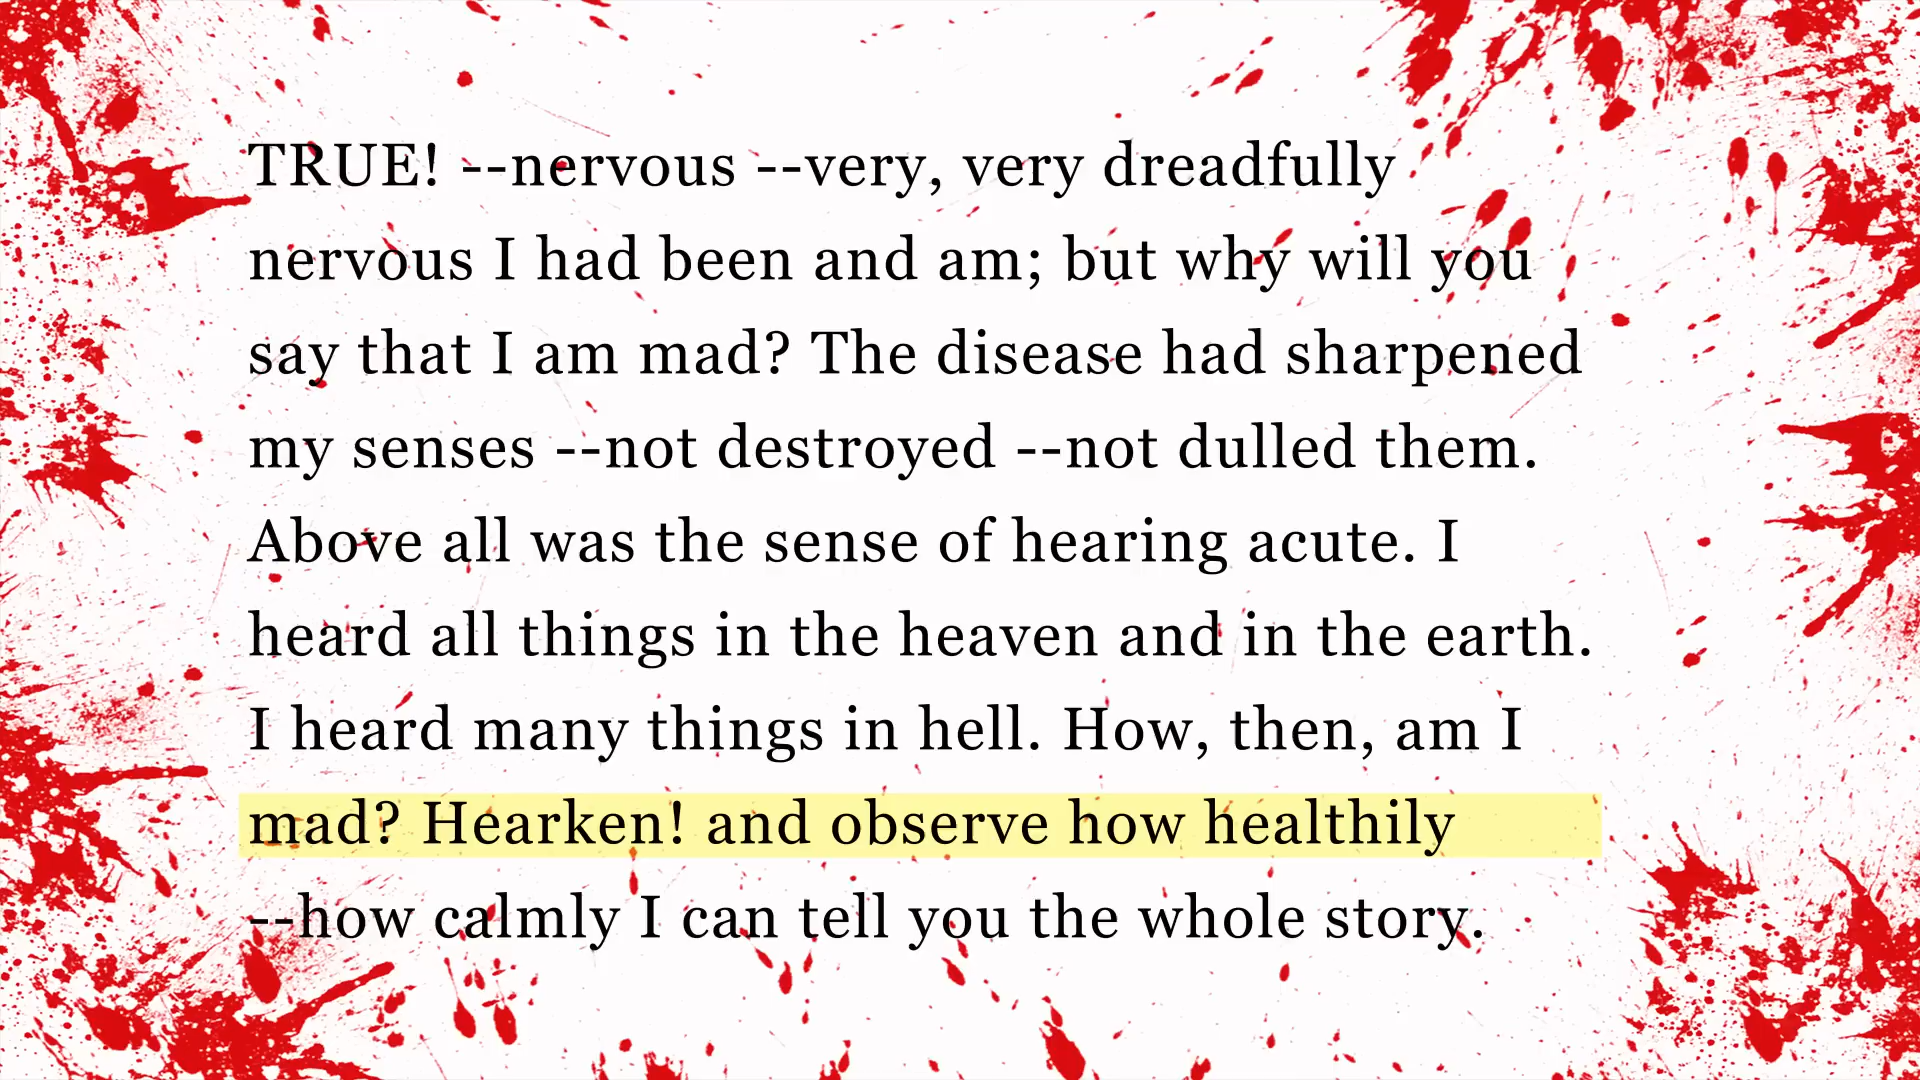 TRUE! --nervous --very, very dreadfully
nervous I had been and am; but why will you
say that I am mad? The disease had sharpened
my senses --not destroyed --not dulled them.
Above all was the sense of hearing acute. I
heard all things in the heaven and in the earth.
I heard many things in hell. How, then, am I
mad? Hearken! and observe how healthily
--how calmly I can tell you the whole story.